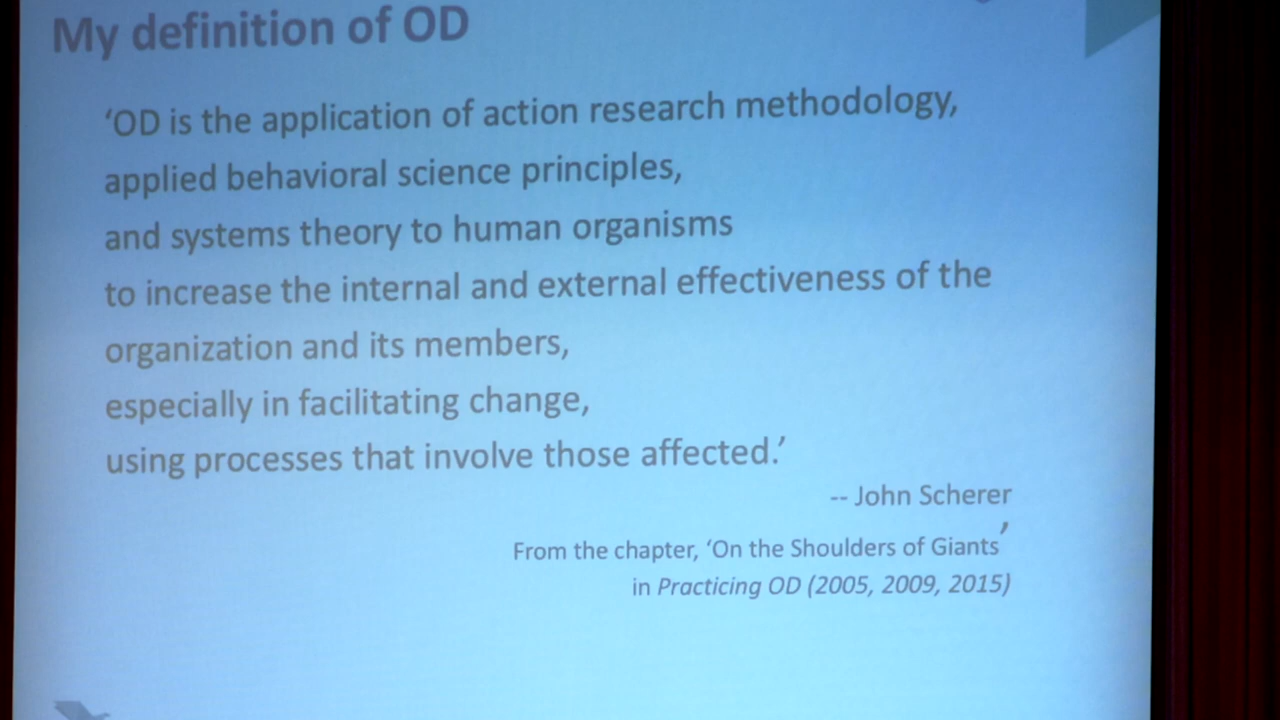 My definition of OD
‘OD is the application of action research methodology,
applied behavioral science principles,
and systems theory to human organisms
to increase the internal and external effectiveness of the
organization and its members,
especially in facilitating change,
using processes that involve those affected.’
-- John Scherer
From the chapter, ‘On the Shoulders of Giants’
in Practicing OD (2005, 2009, 2015)